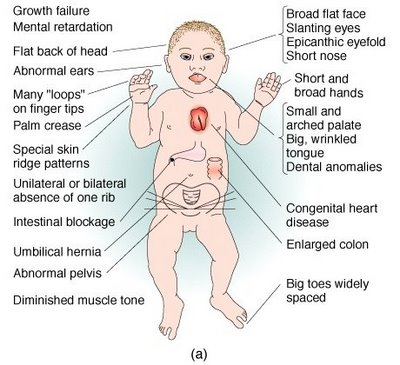 Growth failure
Mental retardation
Flat back of head
Abnormal ears
Many "loops"
on finger tips
Palm crease
Special skin
ridge patterns
Unilateral or bilateral
absence of one rib
Intestinal blockage
Umbilical hernia
Abnormal pelvis
Diminished muscle tone
Broad flat face
Slanting eyes
Epicanthic eyefold
Short nose
Short and
broad hands
Small and
arched palate
Big, wrinkled
tongue
Dental anomalies
Congenital heart
disease
Enlarged colon
Big toes widely
spaced
(a)